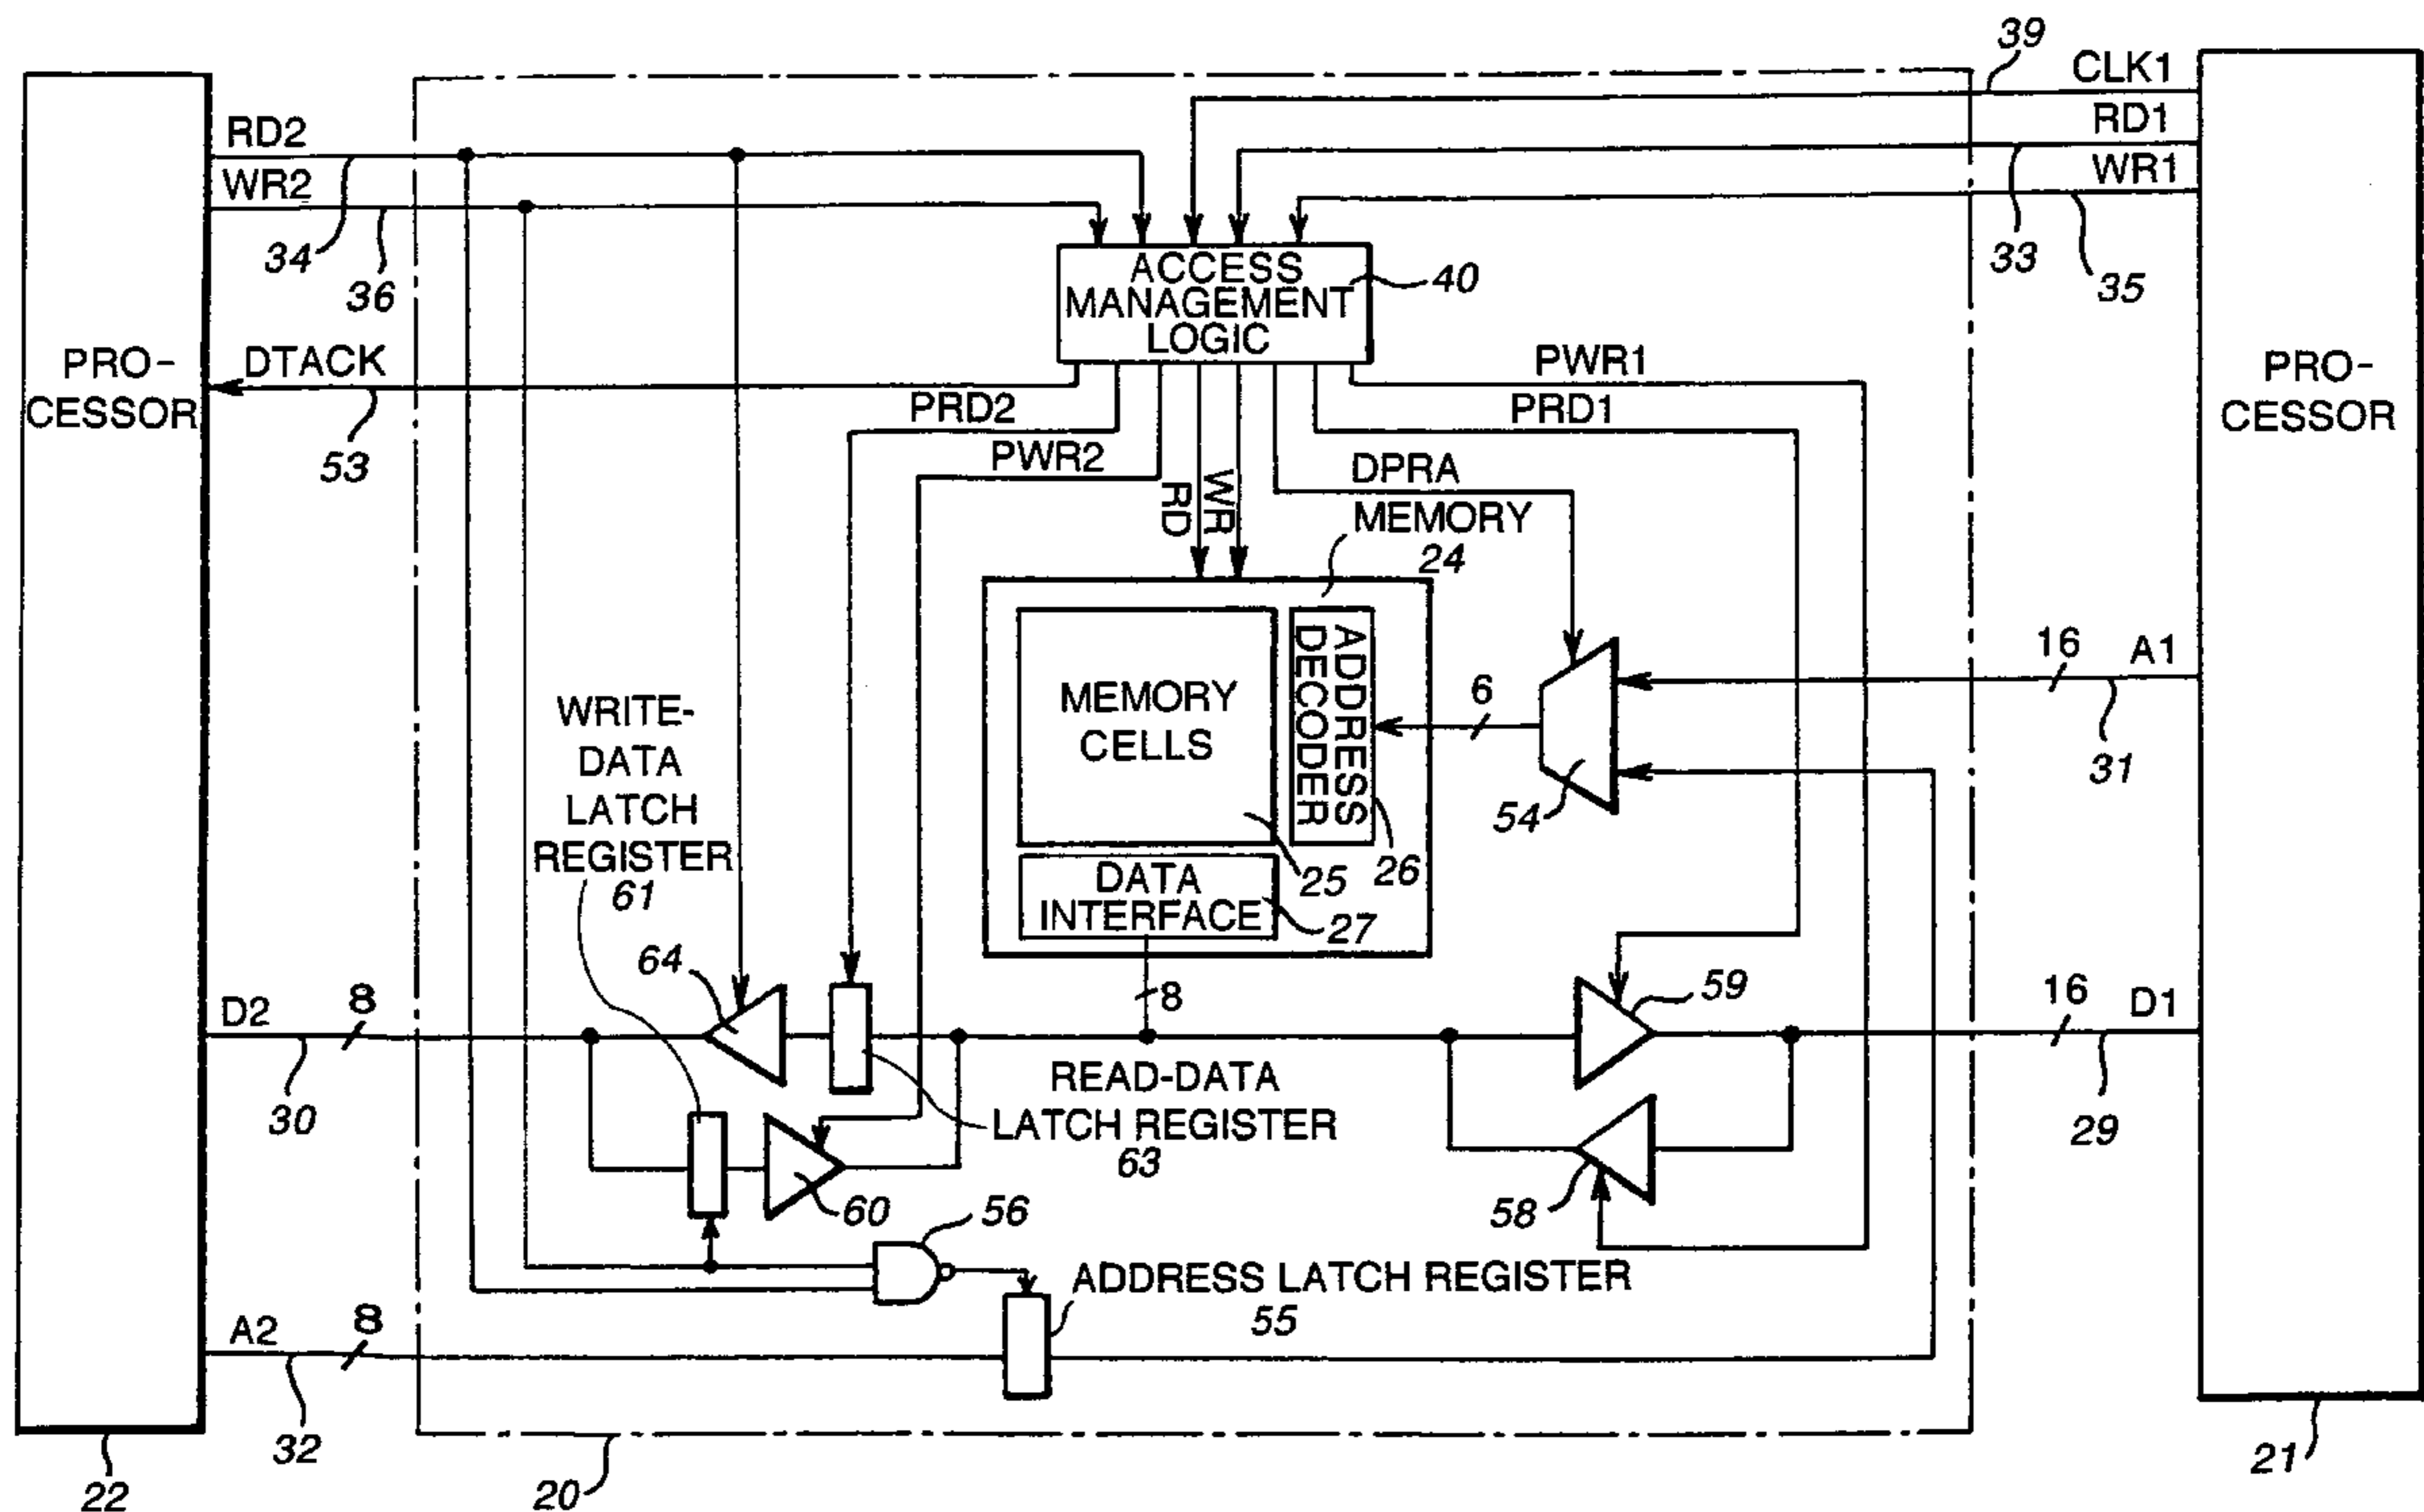 39
CLK1
RD2
RD1
WR2
WR1
34
36
33
35
ACCESS
MANAGEMENT
LOGIC
40
PRO-
CESSOR
DTACK
53
PWR1
PRO-
CESSOR
PRD2
PRD1
PWR2
RD
WR
DPRA
MEMORY
24
MEMORY
CELLS
ADDRESS
DECODER
6
16
A1
31
54
25
26
DATA
INTERFACE
27
WRITE-
DATA
LATCH
REGISTER
61
64
8
59
D2
8
16
D1
30
29
READ-DATA
LATCH REGISTER
63
60
56
58
ADDRESS LATCH REGISTER
55
A2
8
32
22
20
21